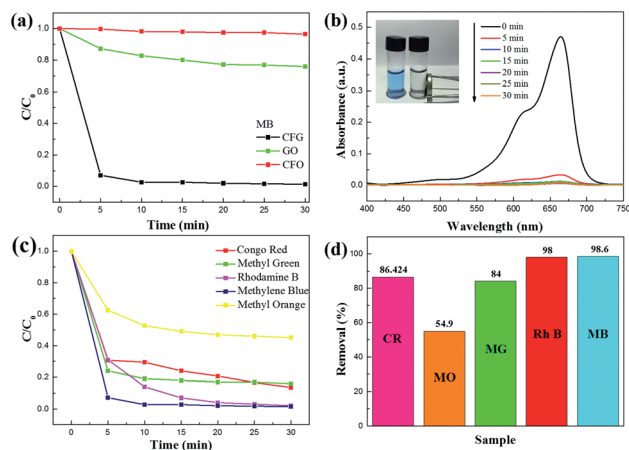 (a)
C/C0
1.0
0.8
0.6
0.4
0.2
0.0
MB
CFG
GO
CFO
0 5 10 15 20 25 30
Time (min)
(b)
Absorbance (a.u.)
0.5
0.4
0.3
0.2
0.1
0.0
0 min
5 min
10 min
15 min
20 min
25 min
30 min
400 450 500 550 600 650 700 750
Wavelength (nm)
(c)
C/C0
1.0
0.8
0.6
0.4
0.2
0.0
Congo Red
Methyl Green
Rhodamine B
Methylene Blue
Methyl Orange
0 5 10 15 20 25 30
Time (min)
(d)
Removal (%)
100
80
60
40
20
0
86.424
54.9
84
98
98.6
CR
MO
MG
Rh B
MB
Sample